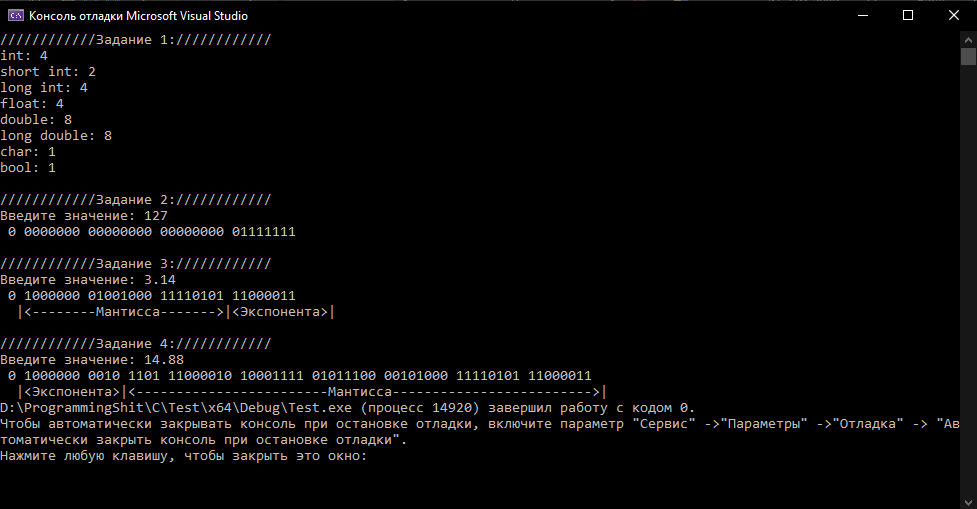 Консоль отладки Microsoft Visual Studio
////////////Задание 1:////////////
int: 4
short int: 2
long int: 4
float: 4
double: 8
long double: 8
char: 1
bool: 1
////////////Задание 2:////////////
Введите значение: 127
0 0000000 00000000 00000000 01111111
////////////Задание 3:////////////
Введите значение: 3.14
0 1000000 01001000 11110101 11000011
|<--------Мантисса------->|<Экспонента>|
////////////Задание 4:////////////
Введите значение: 14.88
0 1000000 0010 1101 11000010 10001111 01011100 00101000 11110101 11000011
|<Экспонента>|<------------------------Мантисса------------------------->|
D:\ProgrammingShit\C\Test\x64\Debug\Test.exe (процесс 14920) завершил работу с кодом 0.
Чтобы автоматически закрывать консоль при остановке отладки, включите параметр "Сервис" ->"Параметры" ->"Отладка" -> "Ав
томатически закрыть консоль при остановке отладки".
Нажмите любую клавишу, чтобы закрыть это окно: